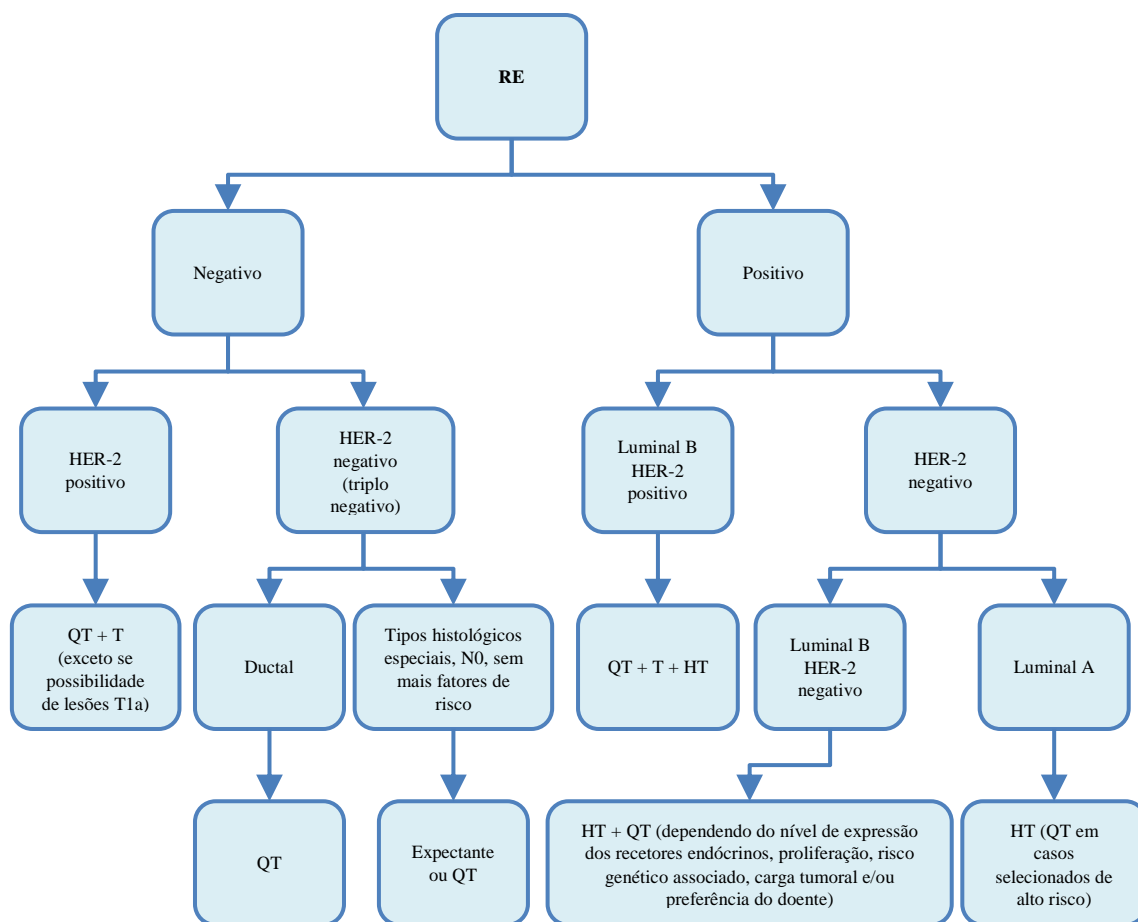 RE
Negativo
Positivo
HER-2
positivo
HER-2
negativo
(triplo
negativo)
Luminal B
HER-2
positivo
HER-2
negativo
QT + T
(exceto se
possibilidade
de lesões T1a)
Ductal
Tipos histológicos
especiais, N0, sem
mais fatores de
risco
QT + T + HT
Luminal B
HER-2
negativo
Luminal A
QT
Expectante
ou QT
HT + QT (dependendo do nível de expressão
dos recetores endócrinos, proliferação, risco
genético associado, carga tumoral e/ou
preferência do doente)
HT (QT em
casos
selecionados de
alto risco)